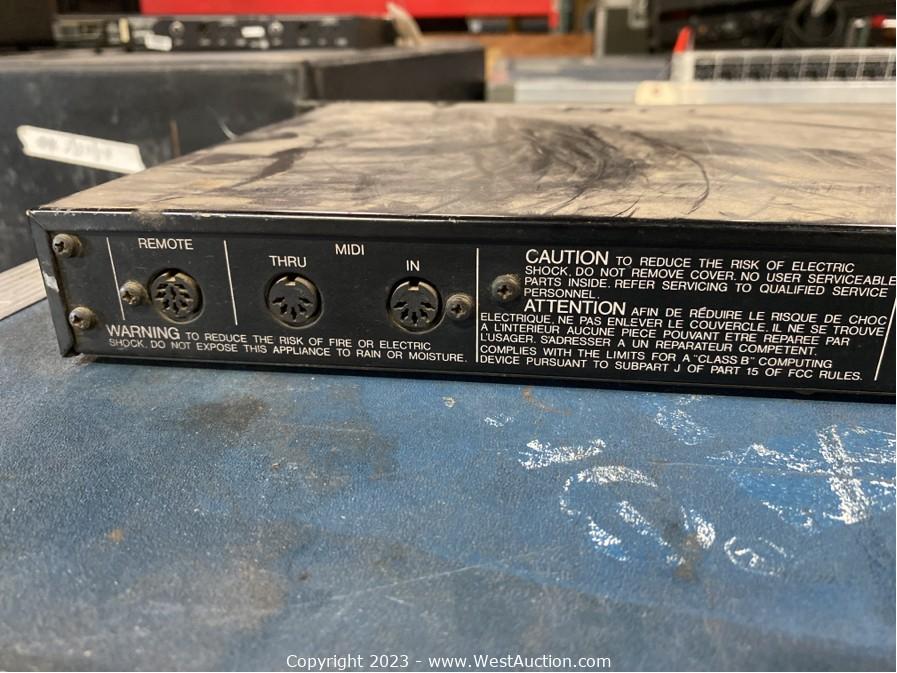 REMOTE
MIDI
THRU
IN
WARNING TO REDUCE THE RISK OF FIRE OR ELECTRIC
SHOCK, DO NOT EXPOSE THIS APPLIANCE TO RAIN OR MOISTURE.
CAUTION TO REDUCE THE RISK OF ELECTRIC
SHOCK, DO NOT REMOVE COVER. NO USER SERVICEABLE
PARTS INSIDE. REFER SERVICING TO QUALIFIED SERVICE
PERSONNEL.
ATTENTION AFIN DE RÉDUIRE LE RISQUE DE CHOC
ELECTRIQUE, NE PAS ENLEVER LE COUVERCLE. IL NE SE TROUVE
A L'INTERIEUR AUCUNE PIECE POUVANT ETRE REPAREE PAR
L'USAGER. SADRESSER A UN REPARATEUR COMPETENT.
COMPLIES WITH THE LIMITS FOR A "CLASS B" COMPUTING
DEVICE PURSUANT TO SUBPART J OF PART 15 OF FCC RULES.
Copyright 2023 - www.WestAuction.com